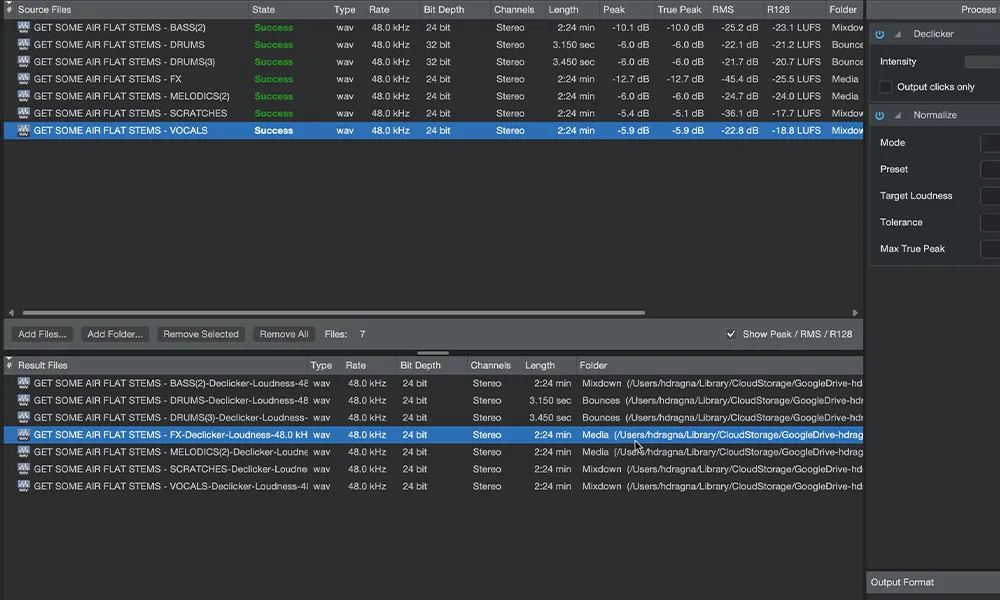 # Source Files State Type Rate Bit Depth Channels Length Peak True Peak RMS R128 Folder
GET SOME AIR FLAT STEMS - BASS(2) Success wav 48.0 kHz 24 bit Stereo 2:24 min -10.1 dB -10.0 dB -25.2 dB -23.1 LUFS Mixdow
GET SOME AIR FLAT STEMS - DRUMS Success wav 48.0 kHz 32 bit Stereo 3.150 sec -6.0 dB -6.0 dB -22.1 dB -21.2 LUFS Bounce
GET SOME AIR FLAT STEMS - DRUMS(3) Success wav 48.0 kHz 32 bit Stereo 3.450 sec -6.0 dB -6.0 dB -21.7 dB -20.7 LUFS Bounce
GET SOME AIR FLAT STEMS - FX Success wav 48.0 kHz 24 bit Stereo 2:24 min -12.7 dB -12.7 dB -45.4 dB -25.5 LUFS Media
GET SOME AIR FLAT STEMS - MELODICS(2) Success wav 48.0 kHz 24 bit Stereo 2:24 min -6.0 dB -6.0 dB -24.7 dB -24.0 LUFS Media
GET SOME AIR FLAT STEMS - SCRATCHES Success wav 48.0 kHz 24 bit Stereo 2:24 min -5.4 dB -5.1 dB -36.1 dB -17.7 LUFS Mixdow
GET SOME AIR FLAT STEMS - VOCALS Success wav 48.0 kHz 24 bit Stereo 2:24 min -5.9 dB -5.9 dB -22.8 dB -18.8 LUFS Mixdow
Add Files... Add Folder... Remove Selected Remove All Files: 7 Show Peak / RMS / R128
# Result Files Type Rate Bit Depth Channels Length Folder
GET SOME AIR FLAT STEMS - BASS(2)-Declicker-Loudness-48 wav 48.0 kHz 24 bit Stereo 2:24 min Mixdown (/Users/hdragna/Library/CloudStorage/GoogleDrive-hd
GET SOME AIR FLAT STEMS - DRUMS-Declicker-Loudness-48 wav 48.0 kHz 24 bit Stereo 3.150 sec Bounces (/Users/hdragna/Library/CloudStorage/GoogleDrive-hdr
GET SOME AIR FLAT STEMS - DRUMS(3)-Declicker-Loudness- wav 48.0 kHz 24 bit Stereo 3.450 sec Bounces (/Users/hdragna/Library/CloudStorage/GoogleDrive-hdr
GET SOME AIR FLAT STEMS - FX-Declicker-Loudness-48.0 kH wav 48.0 kHz 24 bit Stereo 2:24 min Media (/Users/hdragna/Library/CloudStorage/GoogleDrive-hdrag
GET SOME AIR FLAT STEMS - MELODICS(2)-Declicker-Loudne wav 48.0 kHz 24 bit Stereo 2:24 min Media (/Users/hdragna/Library/CloudStorage/GoogleDrive-hdrag
GET SOME AIR FLAT STEMS - SCRATCHES-Declicker-Loudne wav 48.0 kHz 24 bit Stereo 2:24 min Mixdown (/Users/hdragna/Library/CloudStorage/GoogleDrive-hd
GET SOME AIR FLAT STEMS - VOCALS-Declicker-Loudness-4 wav 48.0 kHz 24 bit Stereo 2:24 min Mixdown (/Users/hdragna/Library/CloudStorage/GoogleDrive-hd
Process
Declicker
Intensity
Output clicks only
Normalize
Mode
Preset
Target Loudness
Tolerance
Max True Peak
Output Format